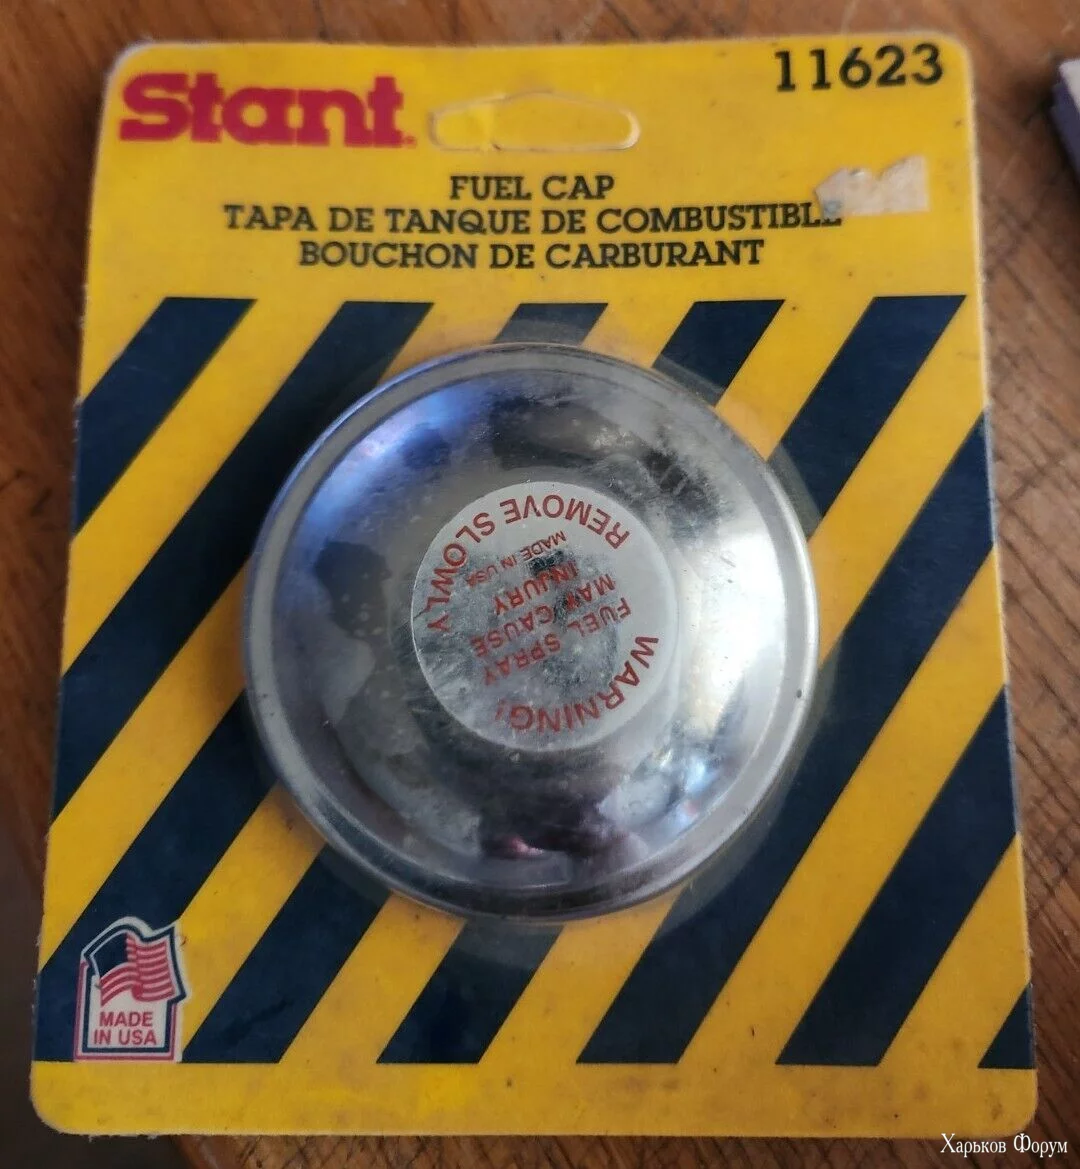 Stant.
11623
FUEL CAP
TAPA DE TANQUE DE COMBUSTIBLE
BOUCHON DE CARBURANT
WARNING!
FUEL SPRAY
MAY CAUSE
INJURY
MADE IN USA
REMOVE SLOWLY
MADE
IN USA
Харьков Форум